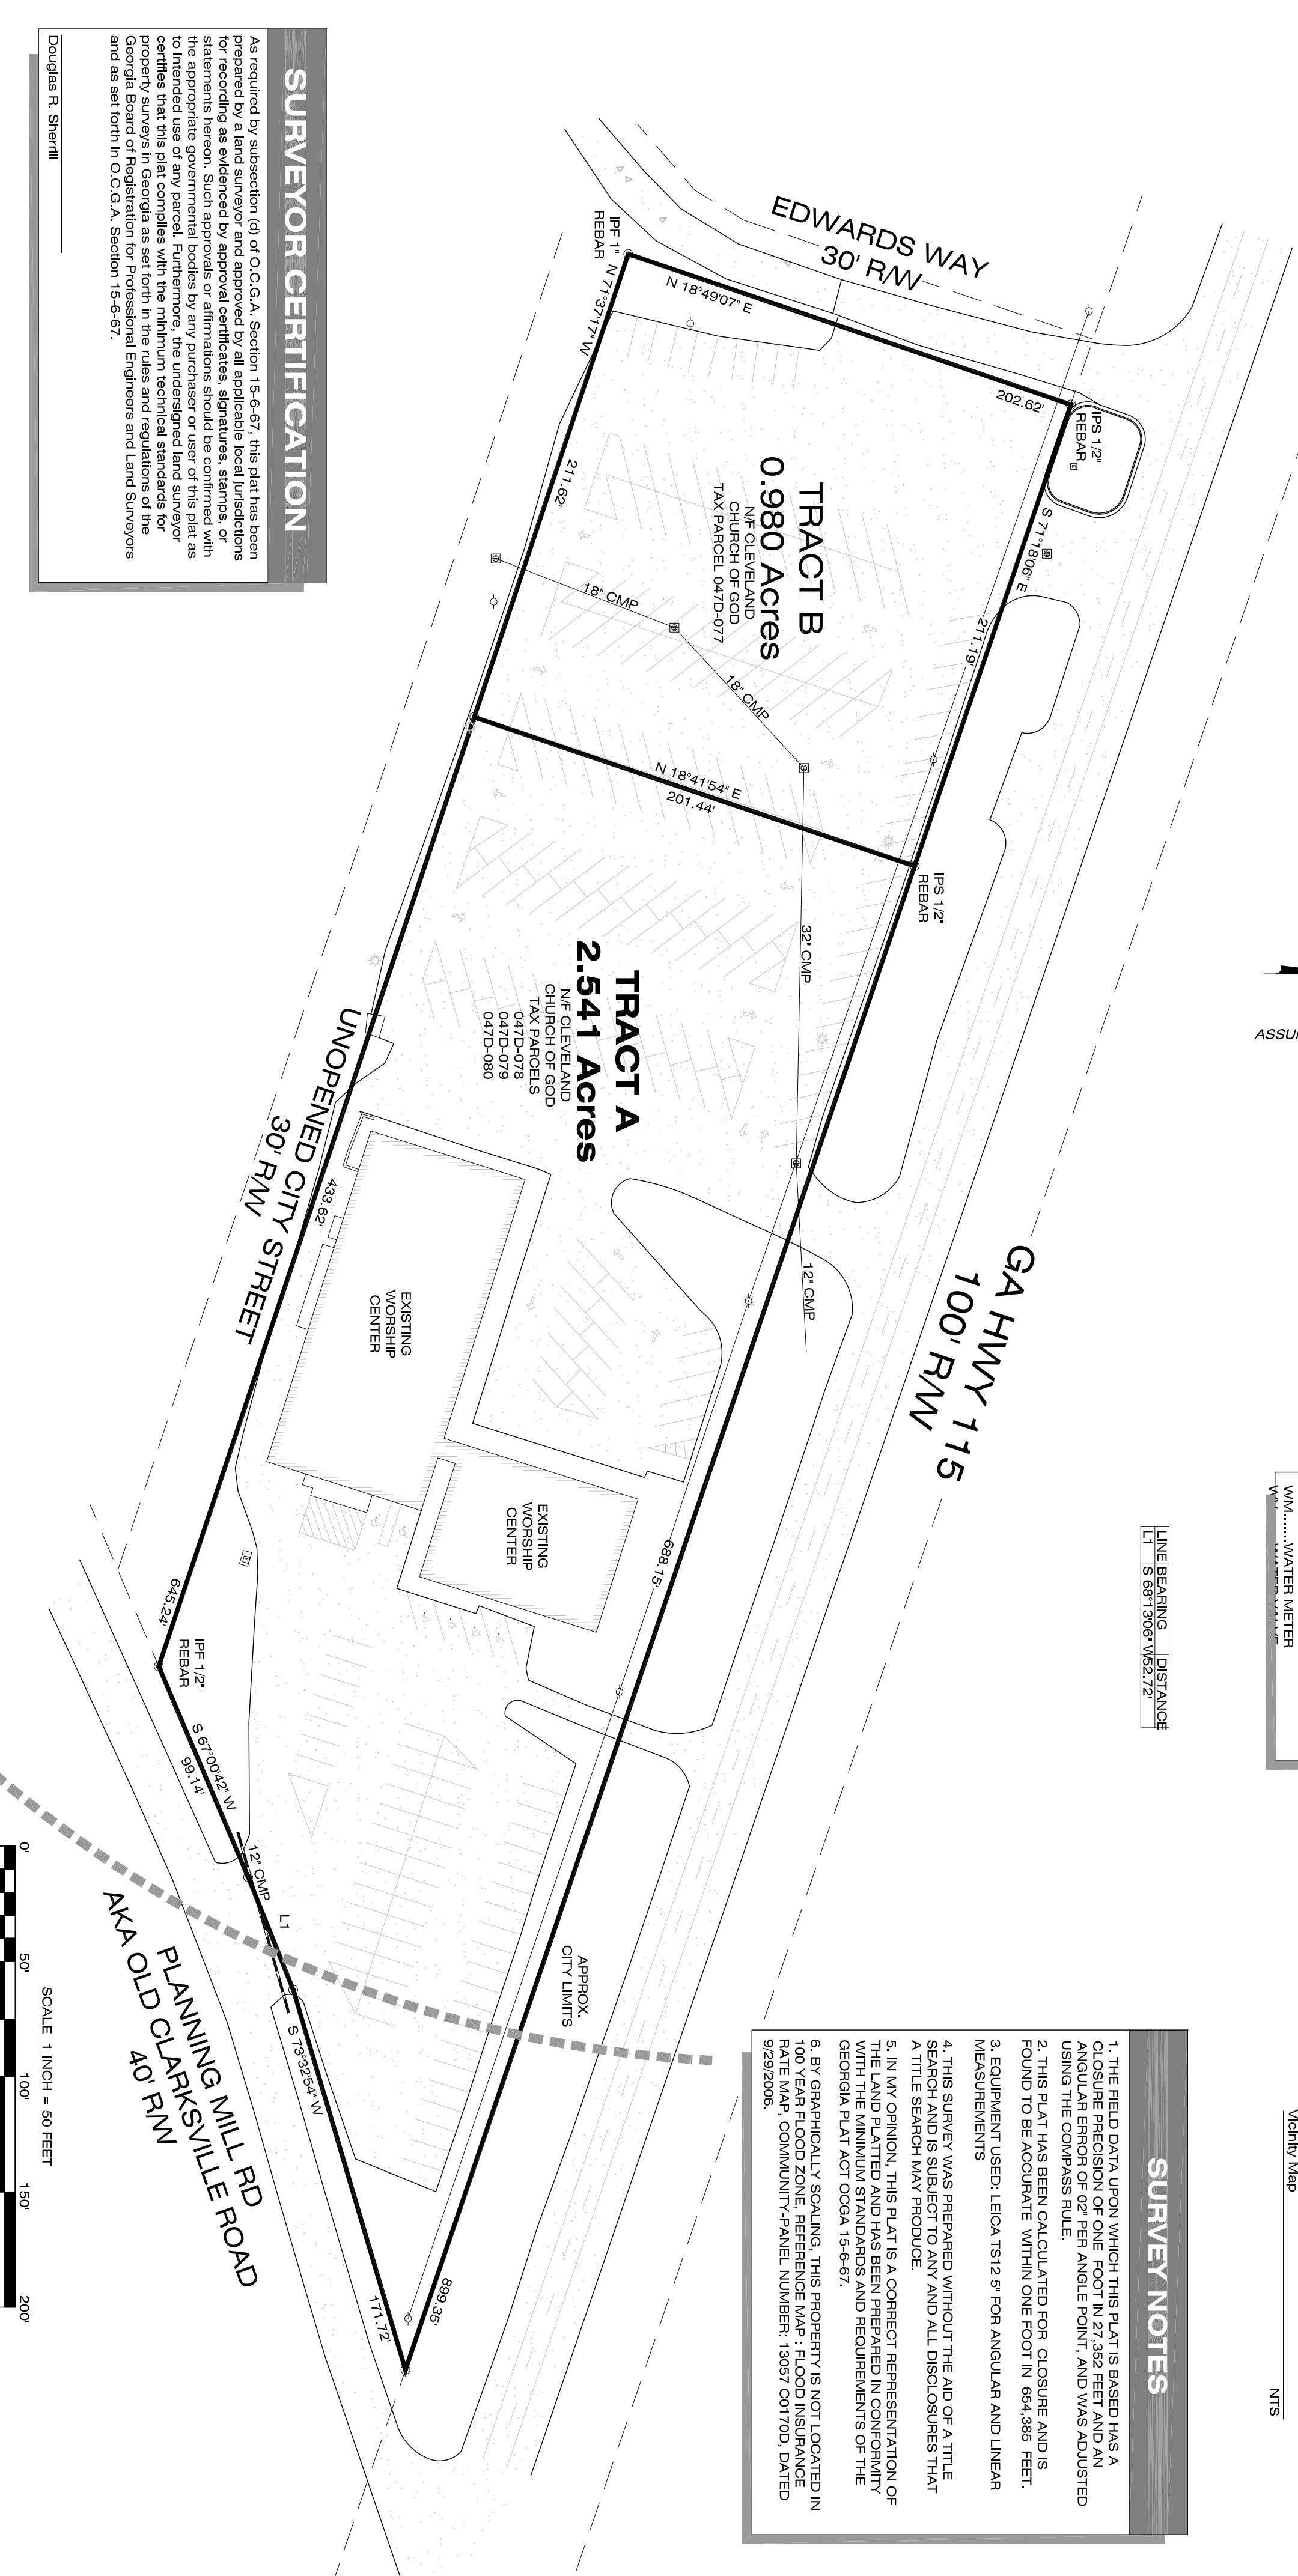 SURVEYOR CERTIFICATION
As required by subsection (d) of O.C.G.A. Section 15-6-67, this plat has been
prepared by a land surveyor and approved by all applicable local jurisdictions
for recording as evidenced by approval certificates, signatures, stamps, or
statements hereon. Such approvals or affirmations should be confirmed with
the appropriate governmental bodies by any purchaser or user of this plat as
to Intended use of any parcel. Furthermore, the undersigned land surveyor
certifies that this plat complies with the minimum technical standards for
property surveys in Georgia as set forth in the rules and regulations of the
Georgia Board of Registration for Professional Engineers and Land Surveyors
and as set forth in O.C.G.A. Section 15-6-67.
Douglas R. Sherrill
EDWARDS WAY
30' R/W
IPF 1"
REBAR
N 71°37'17" W
N 18°49'07" E
202.62'
IPS 1/2"
REBAR
S 71°18'06" E
211.19'
211.62'
TRACT B
0.980 Acres
N/F CLEVELAND
CHURCH OF GOD
TAX PARCEL 047D-077
18" CMP
18" CMP
N 18°41'54" E
201.44'
IPS 1/2"
REBAR
32" CMP
TRACT A
2.541 Acres
N/F CLEVELAND
CHURCH OF GOD
TAX PARCELS
047D-078
047D-079
047D-080
UNOPENED CITY STREET
30' R/W
433.62'
12" CMP
GA HWY 115
100' R/W
EXISTING
WORSHIP
CENTER
EXISTING
WORSHIP
CENTER
688.15'
645.24'
IPF 1/2"
REBAR
S 67°00'42" W
99.14'
12" CMP
L1
S 73°32'54" W
171.72'
899.35'
APPROX.
CITY LIMITS
PLANNING MILL RD
AKA OLD CLARKSVILLE ROAD
40' R/W
LINE BEARING DISTANCE
L1 S 68°13'06" W 52.72'
WM.......WATER METER
ASSU
Vicinity Map
NTS
0' 50' 100' 150' 200'
SCALE 1 INCH = 50 FEET
SURVEY NOTES
1. THE FIELD DATA UPON WHICH THIS PLAT IS BASED HAS A
CLOSURE PRECISION OF ONE FOOT IN 27,352 FEET AND AN
ANGULAR ERROR OF 02" PER ANGLE POINT, AND WAS ADJUSTED
USING THE COMPASS RULE.
2. THIS PLAT HAS BEEN CALCULATED FOR CLOSURE AND IS
FOUND TO BE ACCURATE WITHIN ONE FOOT IN 654,385 FEET.
3. EQUIPMENT USED: LEICA TS12 5" FOR ANGULAR AND LINEAR
MEASUREMENTS
4. THIS SURVEY WAS PREPARED WITHOUT THE AID OF A TITLE
SEARCH AND IS SUBJECT TO ANY AND ALL DISCLOSURES THAT
A TITLE SEARCH MAY PRODUCE.
5. IN MY OPINION, THIS PLAT IS A CORRECT REPRESENTATION OF
THE LAND PLATTED AND HAS BEEN PREPARED IN CONFORMITY
WITH THE MINIMUM STANDARDS AND REQUIREMENTS OF THE
GEORGIA PLAT ACT OCGA 15-6-67.
6. BY GRAPHICALLY SCALING, THIS PROPERTY IS NOT LOCATED IN
100 YEAR FLOOD ZONE, REFERENCE MAP : FLOOD INSURANCE
RATE MAP, COMMUNITY-PANEL NUMBER: 13057 C0170D, DATED
9/29/2006.